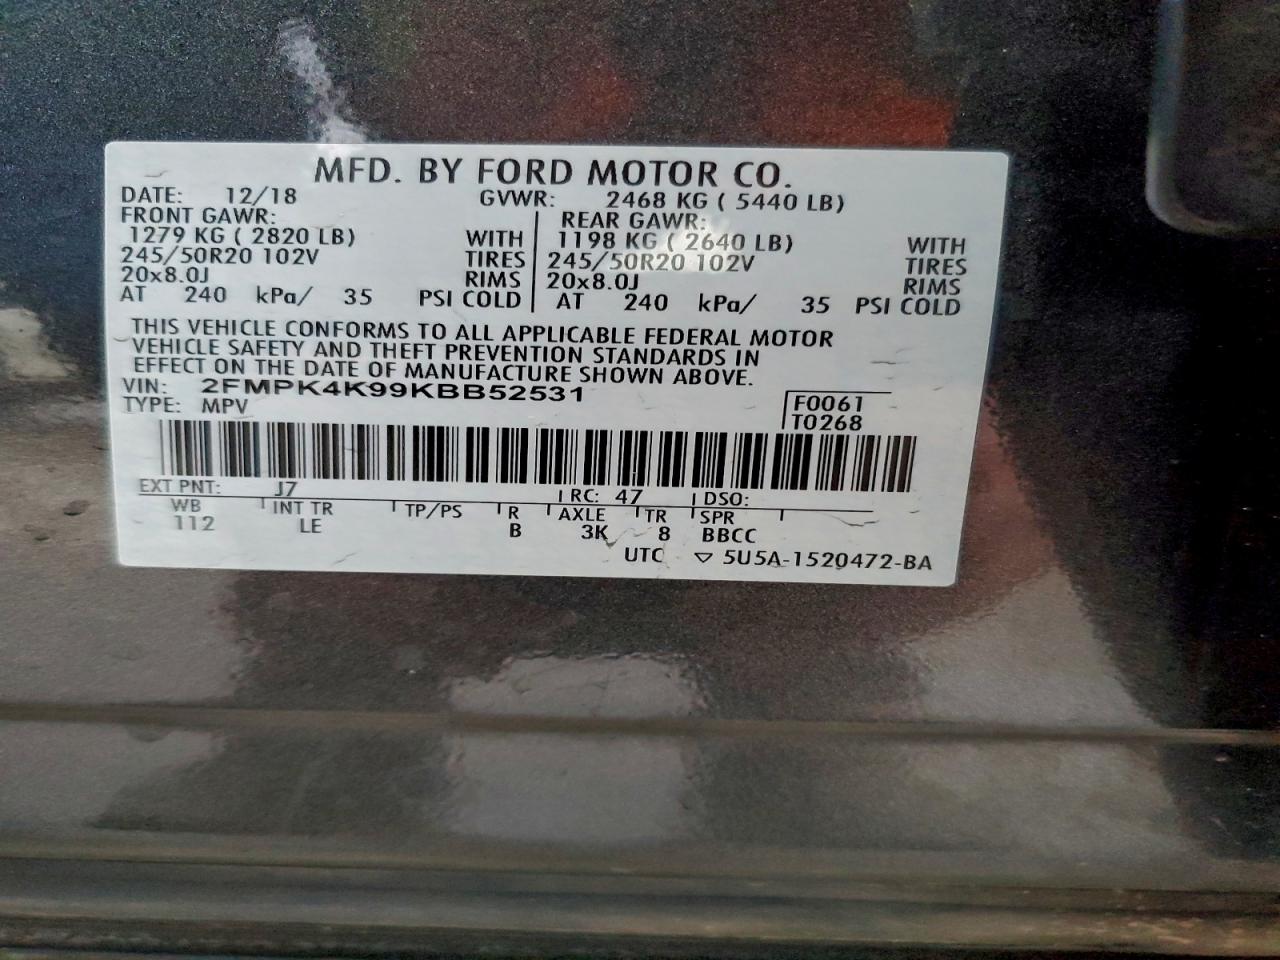 MFD. BY FORD MOTOR CO.
DATE: 12/18 GVWR: 2468 KG ( 5440 LB)
FRONT GAWR: REAR GAWR:
1279 KG ( 2820 LB) WITH 1198 KG ( 2640 LB) WITH
245/50R20 102V TIRES 245/50R20 102V TIRES
20x8.0J RIMS 20x8.0J RIMS
AT 240 kPa/ 35 PSI COLD AT 240 kPa/ 35 PSI COLD
THIS VEHICLE CONFORMS TO ALL APPLICABLE FEDERAL MOTOR
VEHICLE SAFETY AND THEFT PREVENTION STANDARDS IN
EFFECT ON THE DATE OF MANUFACTURE SHOWN ABOVE.
VIN: 2FMPK4K99KBB52531
TYPE: MPV F0061
T0268
EXT PNT: J7 RC: 47 DSO:
WB INT TR TP/PS R AXLE TR SPR
112 LE B 3K 8 BBCC
UTC ▽ 5U5A-1520472-BA